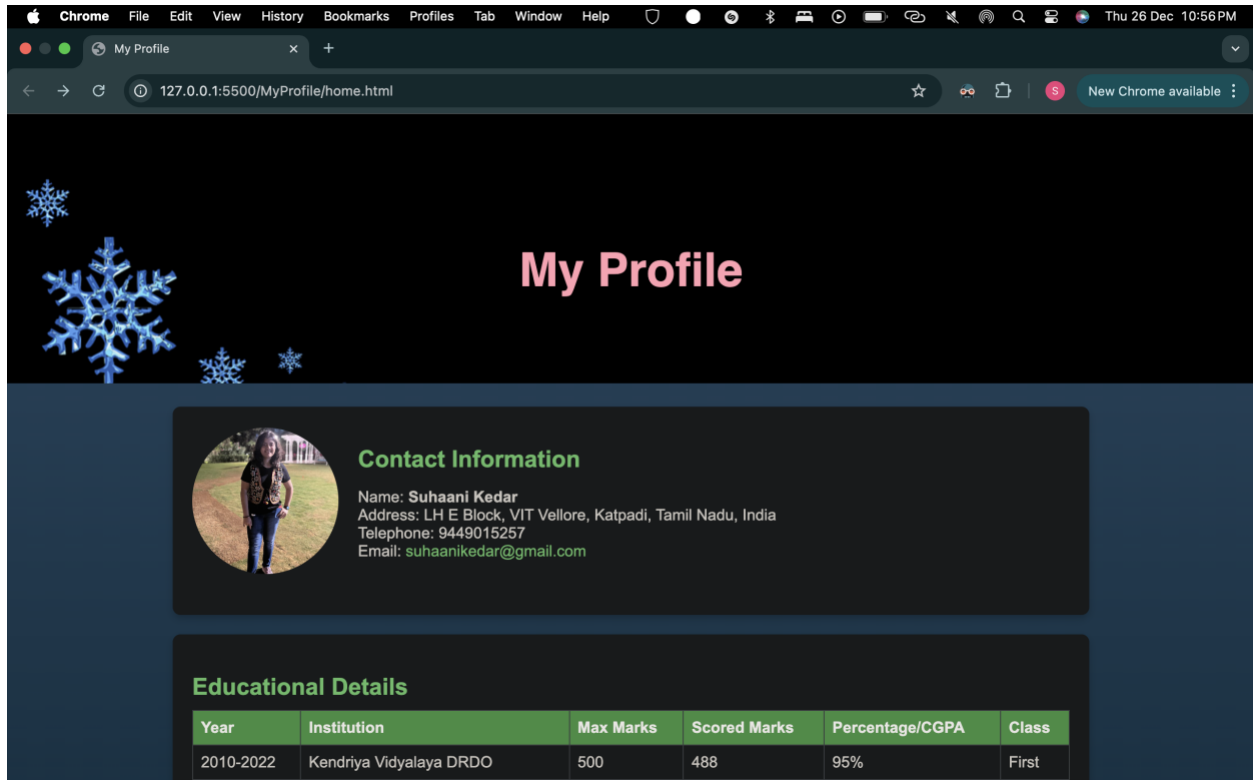 Chrome File Edit View History Bookmarks Profiles Tab Window Help Thu 26 Dec 10:56 PM
My Profile
127.0.0.1:5500/MyProfile/home.html S New Chrome available
My Profile
Contact Information
Name: Suhaani Kedar
Address: LH E Block, VIT Vellore, Katpadi, Tamil Nadu, India
Telephone: 9449015257
Email: suhaanikedar@gmail.com
Educational Details
Year Institution Max Marks Scored Marks Percentage/CGPA Class
2010-2022 Kendriya Vidyalaya DRDO 500 488 95% First